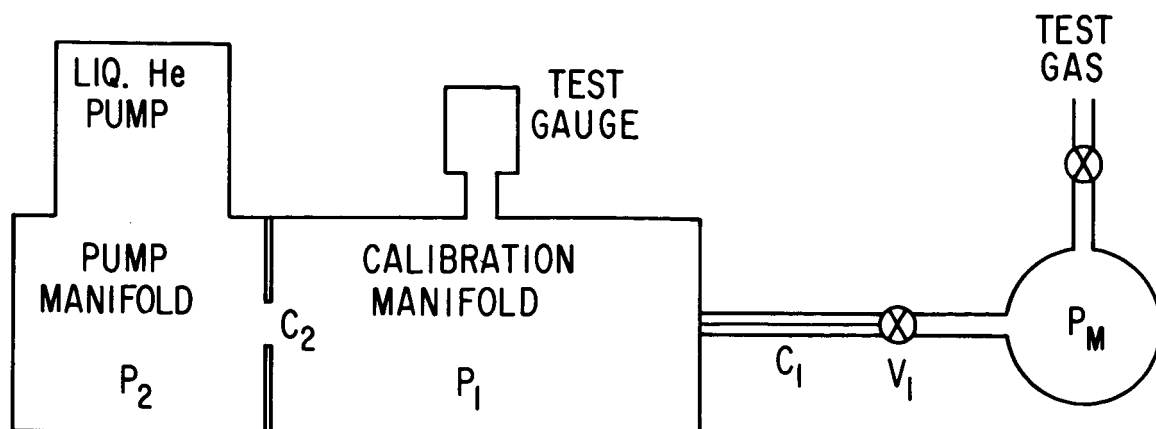 LIQ. He
PUMP
TEST
GAUGE
TEST
GAS
PUMP
MANIFOLD
P2
C2
CALIBRATION
MANIFOLD
P1
C1
V1
PM